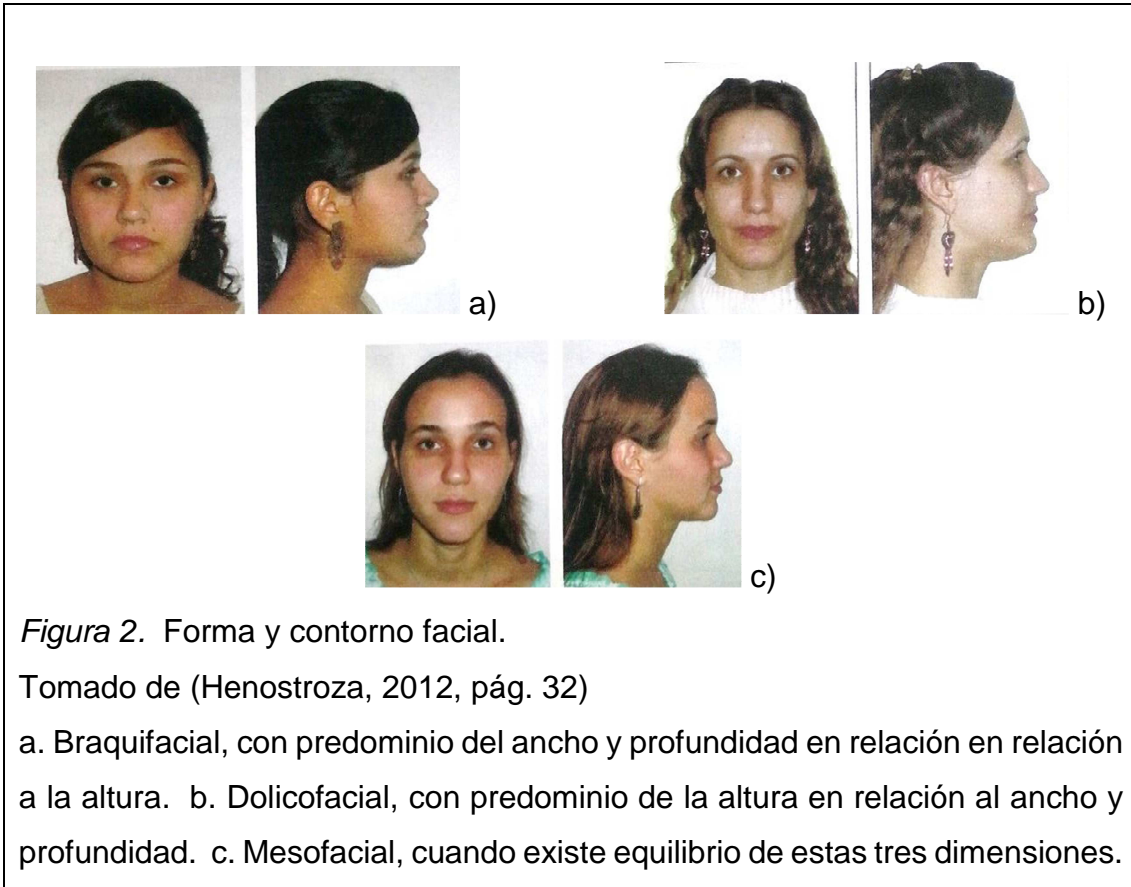 a)
b)
c)
Figura 2. Forma y contorno facial.
Tomado de (Henostroza, 2012, pág. 32)
a. Braquifacial, con predominio del ancho y profundidad en relación en relación
a la altura. b. Dolicofacial, con predominio de la altura en relación al ancho y
profundidad. c. Mesofacial, cuando existe equilibrio de estas tres dimensiones.